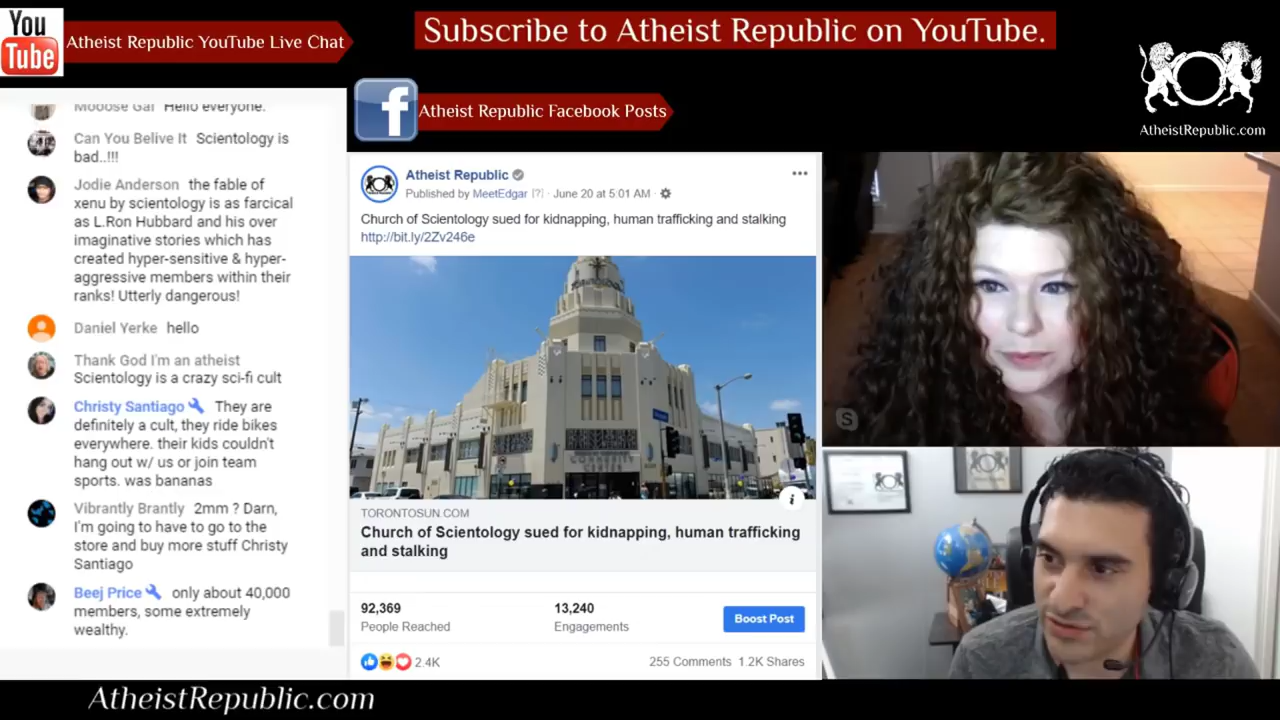 You
Tube
Atheist Republic YouTube Live Chat
Subscribe to Atheist Republic on YouTube.
AtheistRepublic.com
f
Atheist Republic Facebook Posts
Mooose Gal Hello everyone.
Can You Belive It Scientology is
bad..!!!
Jodie Anderson the fable of
xenu by scientology is as farcical
as L.Ron Hubbard and his over
imaginative stories which has
created hyper-sensitive & hyper-
aggressive members within their
ranks! Utterly dangerous!
Daniel Yerke hello
Thank God I'm an atheist
Scientology is a crazy sci-fi cult
Christy Santiago They are
definitely a cult, they ride bikes
everywhere. their kids couldn't
hang out w/ us or join team
sports. was bananas
Vibrantly Brantly 2mm ? Darn,
I'm going to have to go to the
store and buy more stuff Christy
Santiago
Beej Price only about 40,000
members, some extremely
wealthy.
Atheist Republic
Published by MeetEdgar [?] · June 20 at 5:01 AM ·
Church of Scientology sued for kidnapping, human trafficking and stalking
http://bit.ly/2Zv246e
COMMUNITY
CENTER
i
TORONTOSUN.COM
Church of Scientology sued for kidnapping, human trafficking
and stalking
92,369
People Reached
13,240
Engagements
Boost Post
2.4K
255 Comments 1.2K Shares
S
AtheistRepublic.com